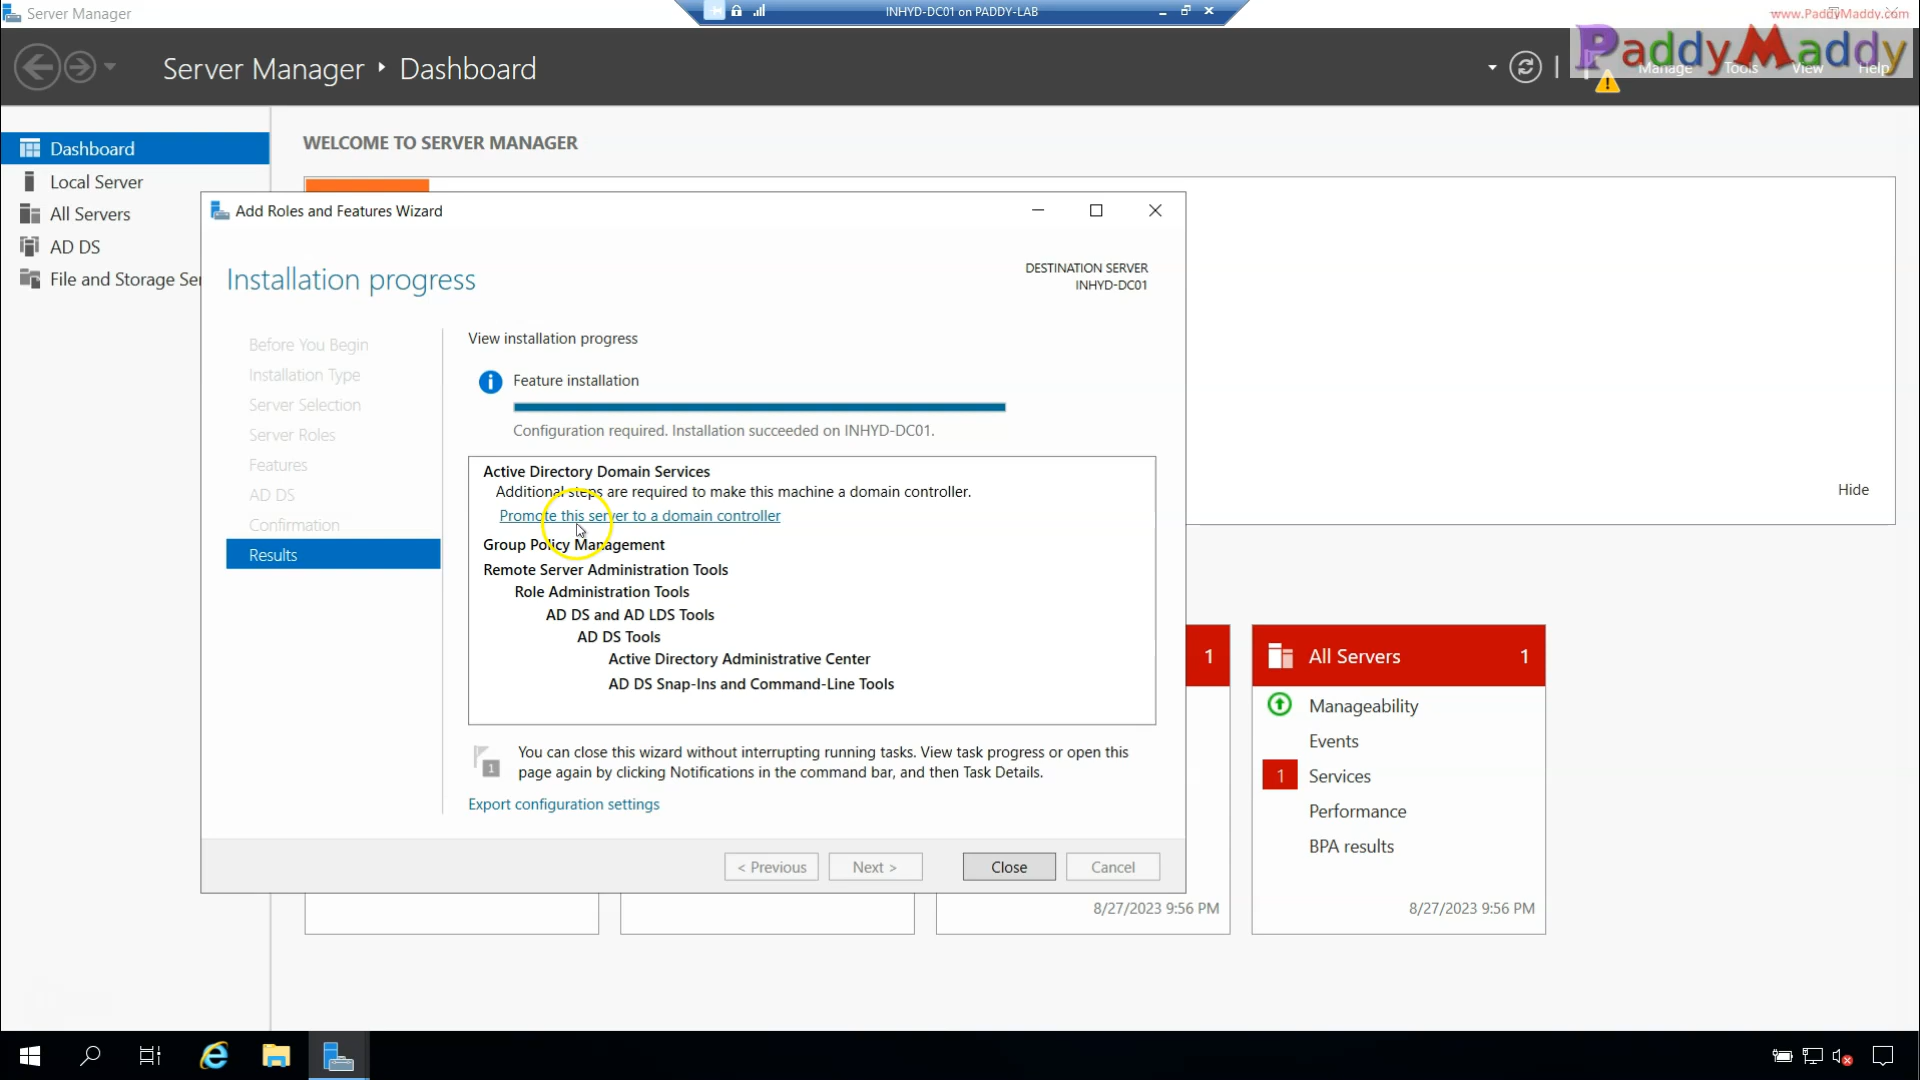 Server Manager
INHYD-DC01 on PADDY-LAB
www.PaddyMaddy.com
Server Manager ‣ Dashboard
PaddyMaddy
Manage Tools View Help
Dashboard
Local Server
All Servers
AD DS
File and Storage Ser
WELCOME TO SERVER MANAGER
Add Roles and Features Wizard
Installation progress
DESTINATION SERVER
INHYD-DC01
Before You Begin
Installation Type
Server Selection
Server Roles
Features
AD DS
Confirmation
Results
View installation progress
Feature installation
Configuration required. Installation succeeded on INHYD-DC01.
Active Directory Domain Services
Additional steps are required to make this machine a domain controller.
Promote this server to a domain controller
Group Policy Management
Remote Server Administration Tools
Role Administration Tools
AD DS and AD LDS Tools
AD DS Tools
Active Directory Administrative Center
AD DS Snap-Ins and Command-Line Tools
1
You can close this wizard without interrupting running tasks. View task progress or open this
page again by clicking Notifications in the command bar, and then Task Details.
Export configuration settings
< Previous
Next >
Close
Cancel
Hide
1
8/27/2023 9:56 PM
All Servers 1
Manageability
Events
1 Services
Performance
BPA results
8/27/2023 9:56 PM